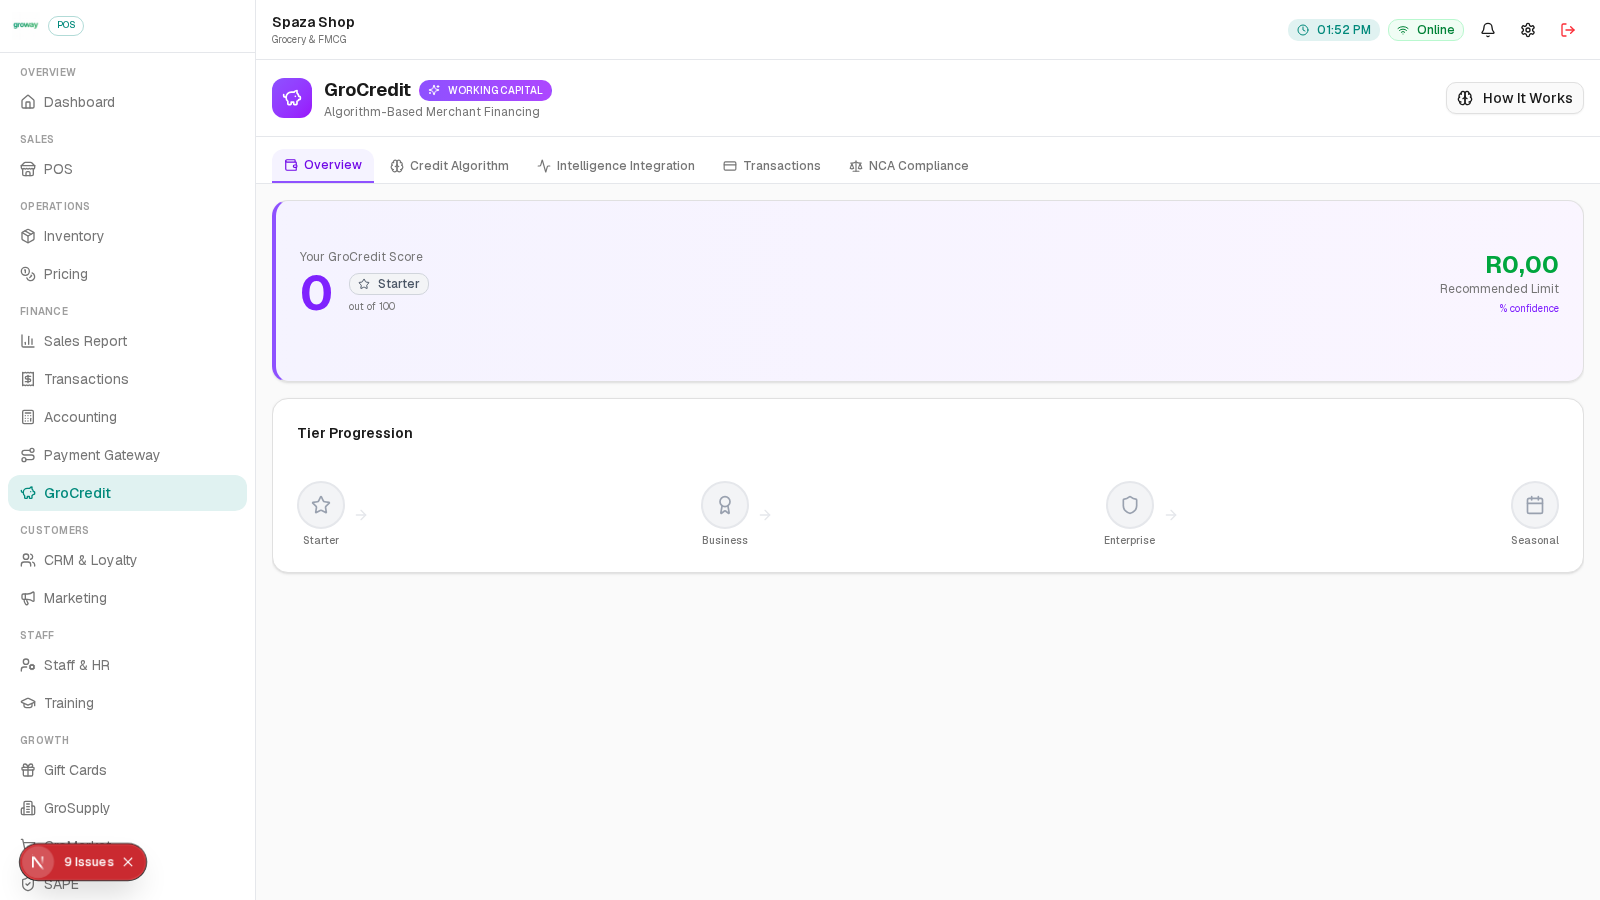 groway POS
OVERVIEW
Dashboard
SALES
POS
OPERATIONS
Inventory
Pricing
FINANCE
Sales Report
Transactions
Accounting
Payment Gateway
GroCredit
CUSTOMERS
CRM & Loyalty
Marketing
STAFF
Staff & HR
Training
GROWTH
Gift Cards
GroSupply
9 Issues
SAPE
Spaza Shop
Grocery & FMCG
01:52 PM
Online
GroCredit WORKING CAPITAL
Algorithm-Based Merchant Financing
How It Works
Overview
Credit Algorithm
Intelligence Integration
Transactions
NCA Compliance
Your GroCredit Score
0
Starter
out of 100
R0,00
Recommended Limit
% confidence
Tier Progression
Starter
Business
Enterprise
Seasonal